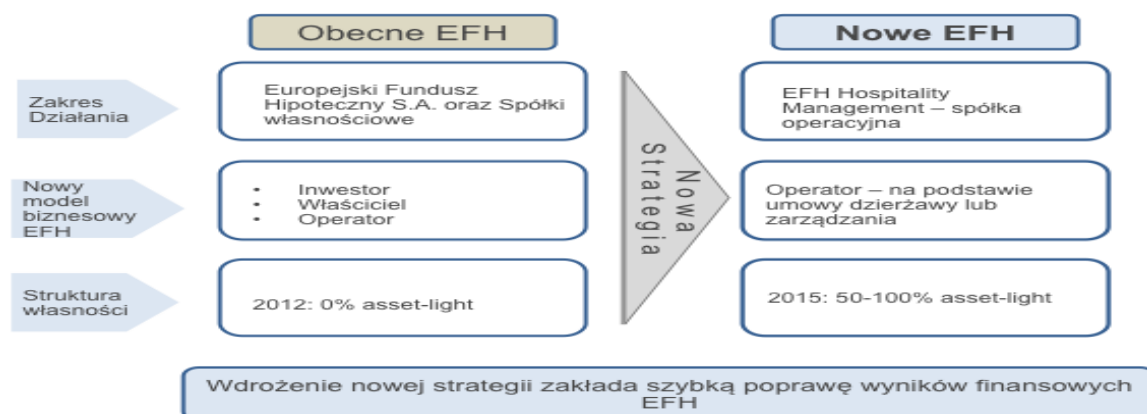 Obecne EFH
Nowe EFH
Zakres
Działania
Europejski Fundusz
Hipoteczny S.A. oraz Spółki
własnościowe
EFH Hospitality
Management – spółka
operacyjna
Nowy
model
biznesowy
EFH
• Inwestor
• Właściciel
• Operator
Nowa
Strategia
Operator – na podstawie
umowy dzierżawy lub
zarządzania
Struktura
własności
2012: 0% asset-light
2015: 50-100% asset-light
Wdrożenie nowej strategii zakłada szybką poprawę wyników finansowych
EFH